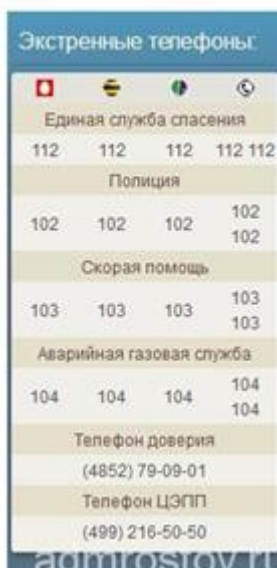 Экстренные телефоны:
Единая служба спасения
112 112 112 112 112
Полиция
102 102 102 102
102
Скорая помощь
103 103 103 103
103
Аварийная газовая служба
104 104 104 104
104
Телефон доверия
(4852) 79-09-01
Телефон ЦЭПП
(499) 216-50-50
admrostov.ru